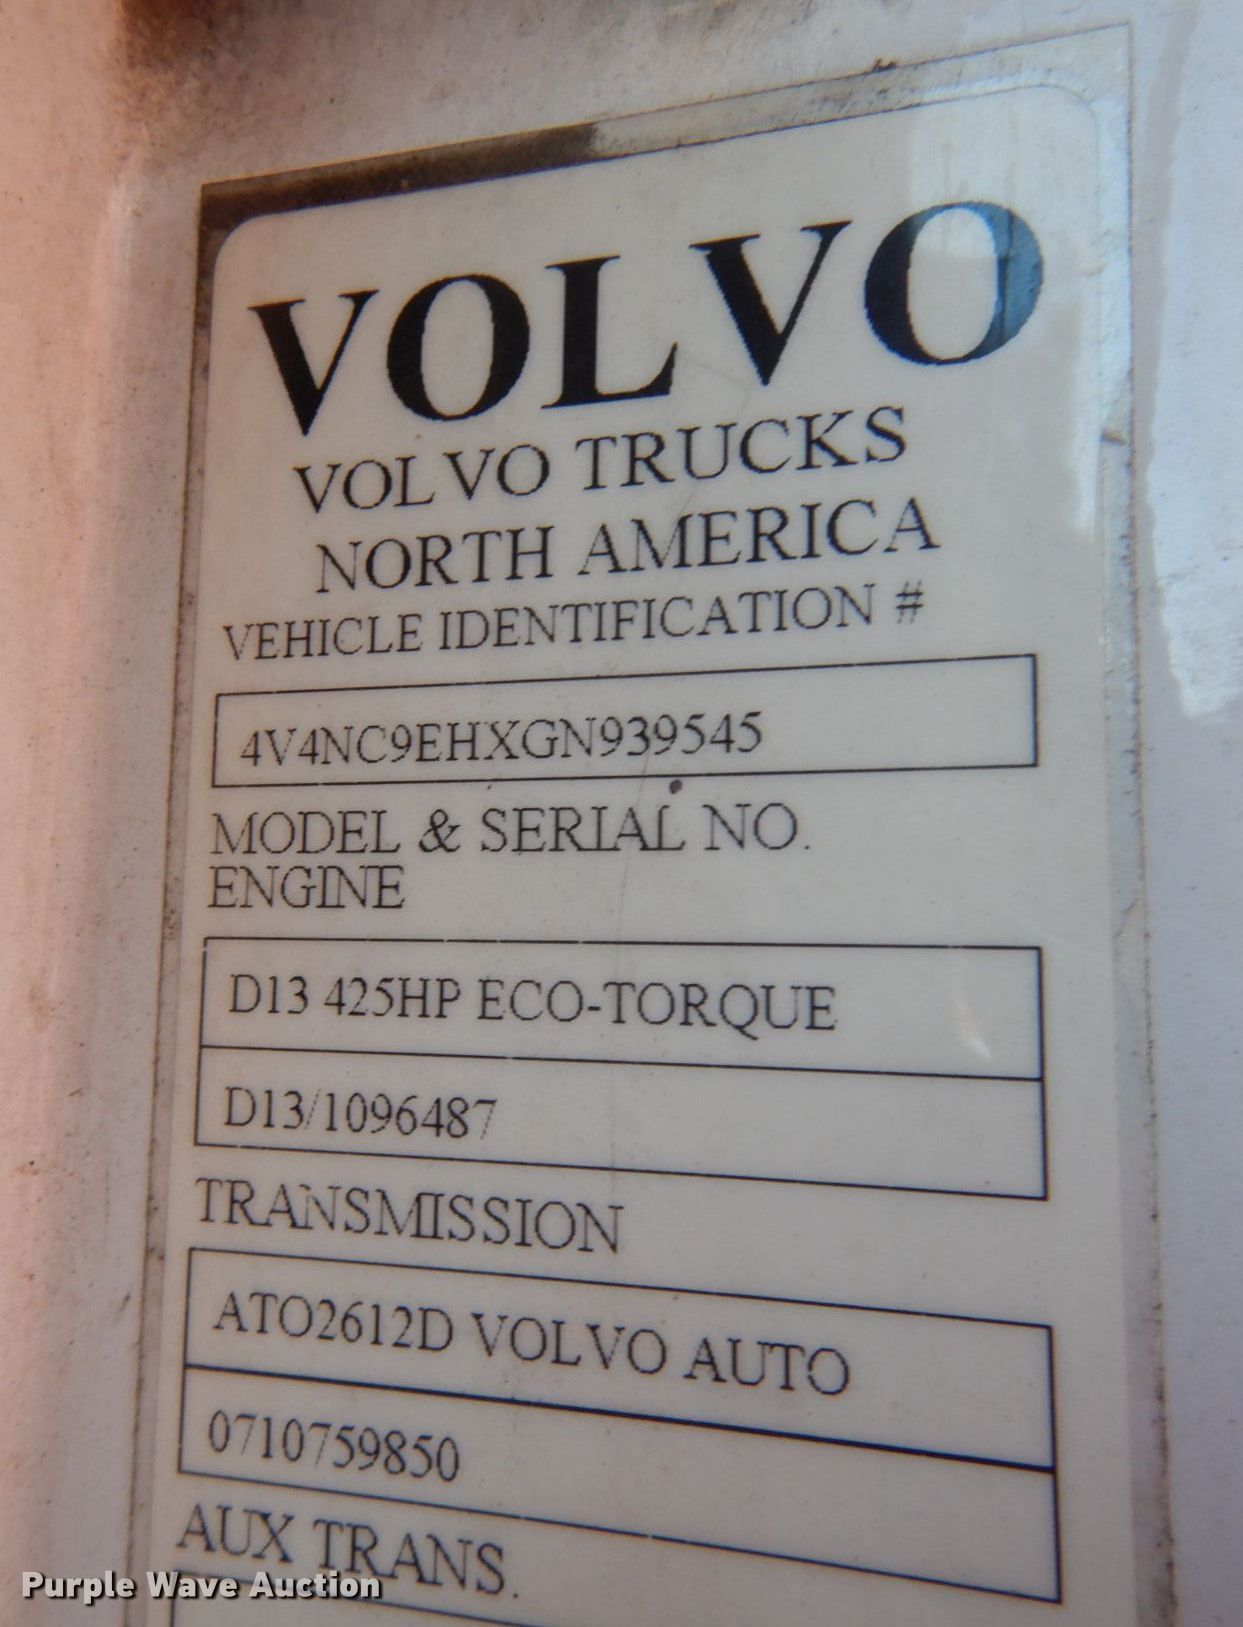 VOLVO
VOLVO TRUCKS
NORTH AMERICA
VEHICLE IDENTIFICATION #
4V4NC9EHXGN939545
MODEL & SERIAL NO.
ENGINE
D13 425HP ECO-TORQUE
D13/1096487
TRANSMISSION
ATO2612D VOLVO AUTO
0710759850
AUX TRANS.
Purple Wave Auction